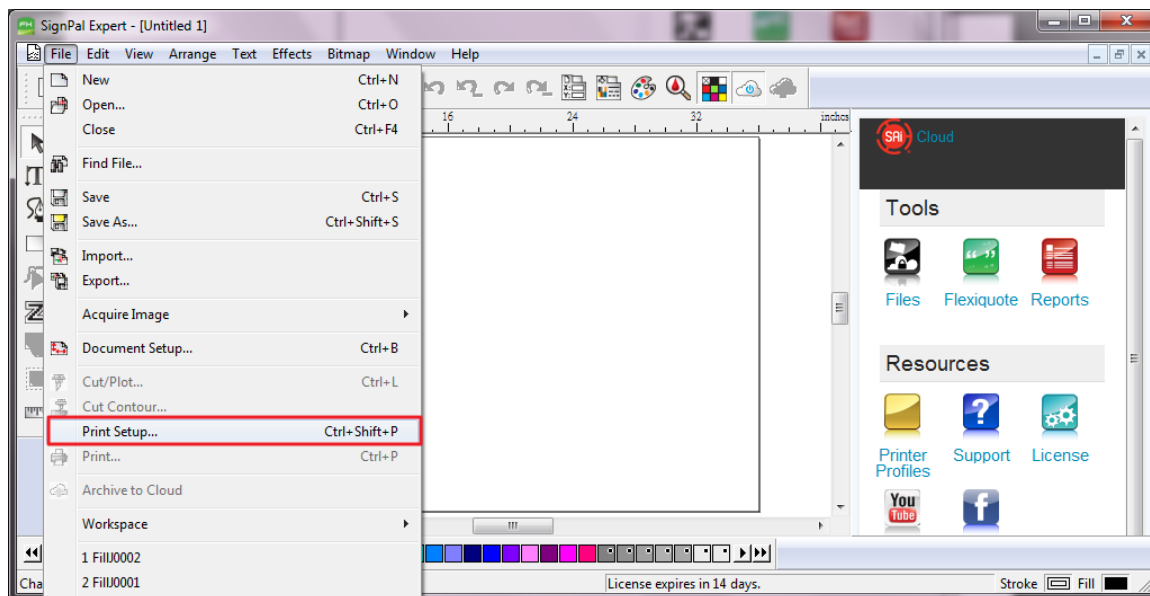 SignPal Expert - [Untitled 1]
File Edit View Arrange Text Effects Bitmap Window Help
New Ctrl+N
Open... Ctrl+O
Close Ctrl+F4
Find File...
Save Ctrl+S
Save As... Ctrl+Shift+S
Import...
Export...
Acquire Image
Document Setup... Ctrl+B
Cut/Plot... Ctrl+L
Cut Contour...
Print Setup... Ctrl+Shift+P
Print... Ctrl+P
Archive to Cloud
Workspace
1 FillJ0002
2 FillJ0001
16 24 32 inches
SAi Cloud
Tools
Files Flexiquote Reports
Resources
Printer Profiles Support License
You
Tube
f
Cha
License expires in 14 days.
Stroke Fill